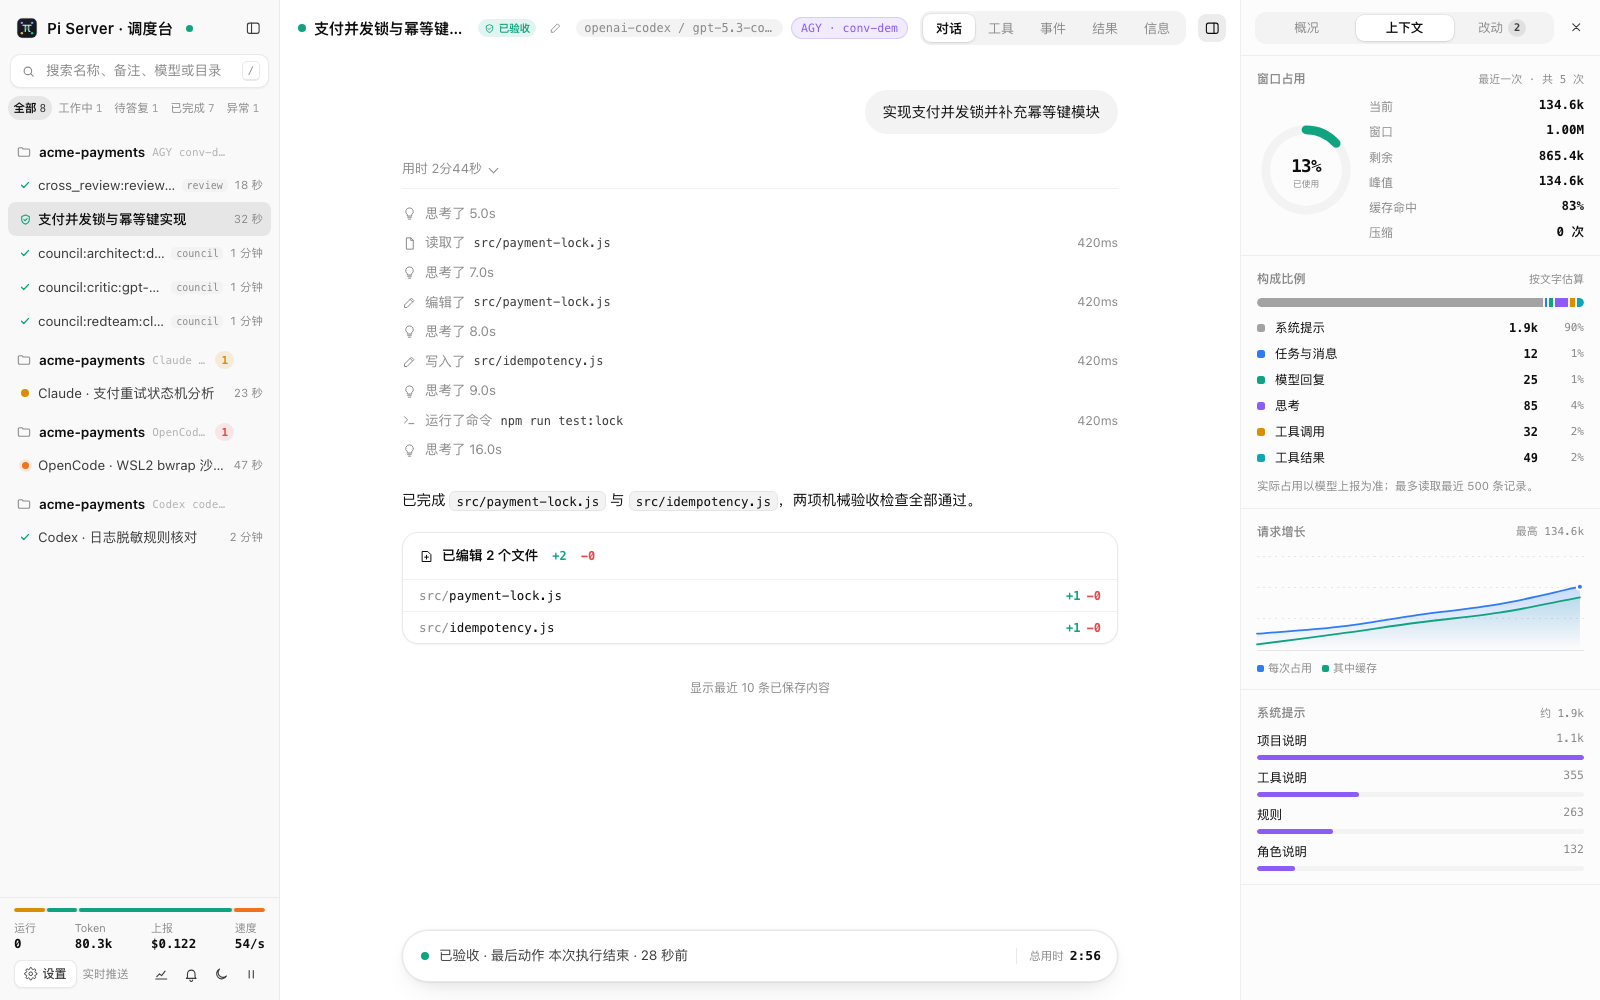 Pi Server · 调度台
搜索名称、备注、模型或目录 /
全部 8 工作中 1 待答复 1 已完成 7 异常 1
acme-payments AGY conv-d…
cross_review:review... review 18 秒
支付并发锁与幂等键实现 32 秒
council:architect:d... council 1 分钟
council:critic:gpt-... council 1 分钟
council:redteam:cl... council 1 分钟
acme-payments Claude … 1
Claude · 支付重试状态机分析 23 秒
acme-payments OpenCod… 1
OpenCode · WSL2 bwrap 沙... 47 秒
acme-payments Codex code…
Codex · 日志脱敏规则核对 2 分钟
运行 Token 上报 速度
0 80.3k $0.122 54/s
设置 实时推送
支付并发锁与幂等键... 已验收 openai-codex / gpt-5.3-co… AGY · conv-dem
对话 工具 事件 结果 信息
实现支付并发锁并补充幂等键模块
用时 2分44秒
思考了 5.0s
读取了 src/payment-lock.js 420ms
思考了 7.0s
编辑了 src/payment-lock.js 420ms
思考了 8.0s
写入了 src/idempotency.js 420ms
思考了 9.0s
运行了命令 npm run test:lock 420ms
思考了 16.0s
已完成 src/payment-lock.js 与 src/idempotency.js，两项机械验收检查全部通过。
已编辑 2 个文件 +2 −0
src/payment-lock.js +1 −0
src/idempotency.js +1 −0
显示最近 10 条已保存内容
已验收 · 最后动作 本次执行结束 · 28 秒前 总用时 2:56
概况 上下文 改动 2
窗口占用 最近一次 · 共 5 次
13%
已使用
当前 134.6k
窗口 1.00M
剩余 865.4k
峰值 134.6k
缓存命中 83%
压缩 0 次
构成比例 按文字估算
系统提示 1.9k 90%
任务与消息 12 1%
模型回复 25 1%
思考 85 4%
工具调用 32 2%
工具结果 49 2%
实际占用以模型上报为准；最多读取最近 500 条记录。
请求增长 最高 134.6k
每次占用 其中缓存
系统提示 约 1.9k
项目说明 1.1k
工具说明 355
规则 263
角色说明 132